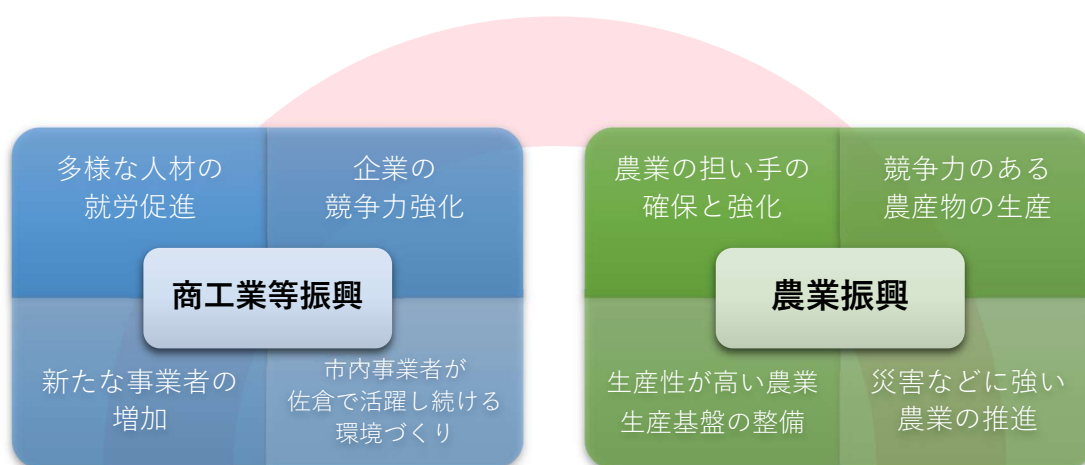 多様な人材の
就労促進
企業の
競争力強化
商工業等振興
新たな事業者の
増加
市内事業者が
佐倉で活躍し続ける
環境づくり
農業の担い手の
確保と強化
競争力のある
農産物の生産
農業振興
生産性が高い農業
生産基盤の整備
災害などに強い
農業の推進